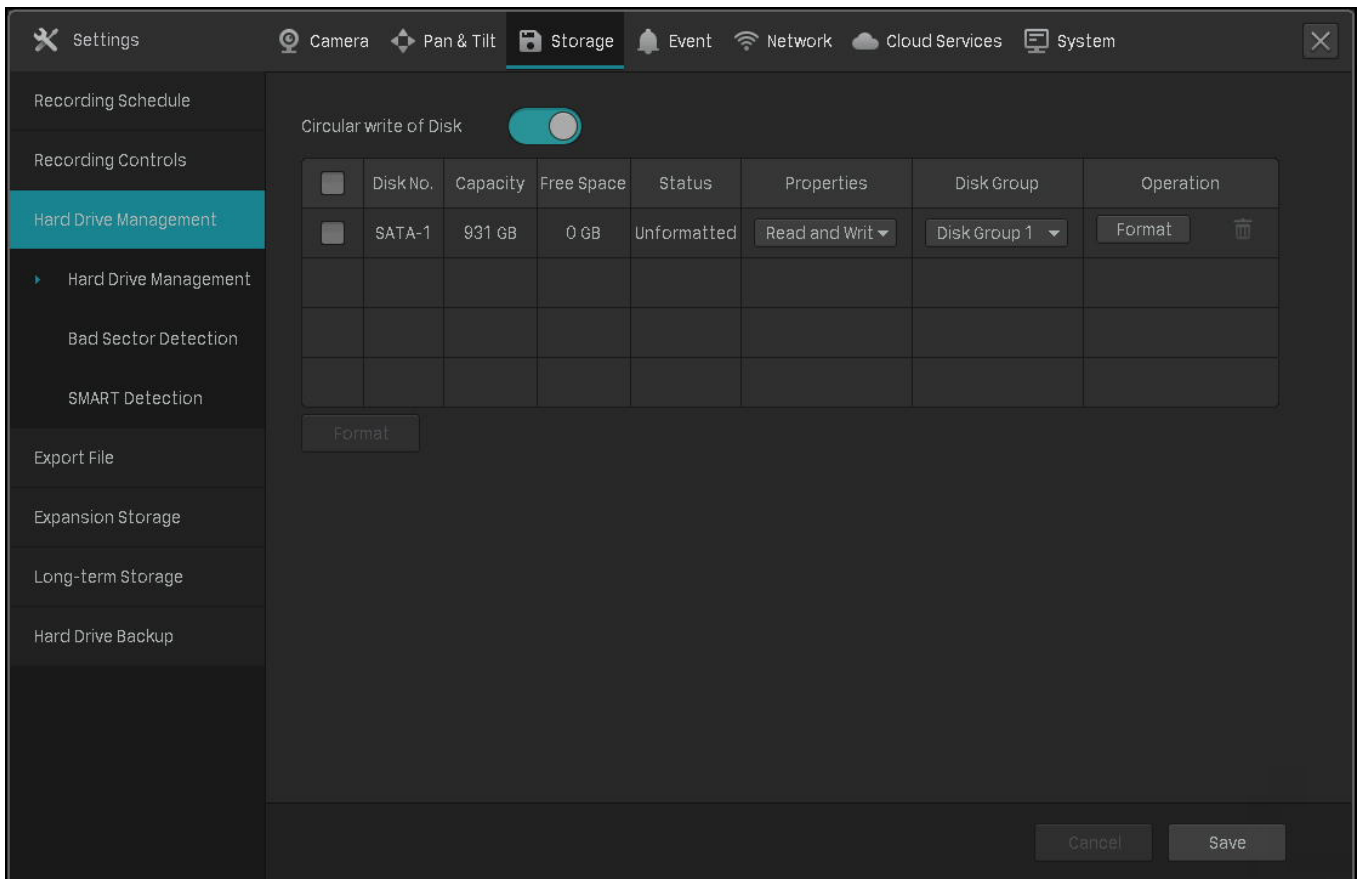 Settings Camera Pan & Tilt Storage Event Network Cloud Services System
Recording Schedule
Recording Controls
Hard Drive Management
Hard Drive Management
Bad Sector Detection
SMART Detection
Export File
Expansion Storage
Long-term Storage
Hard Drive Backup
Circular write of Disk
Disk No. Capacity Free Space Status Properties Disk Group Operation
SATA-1 931 GB 0 GB Unformatted Read and Writ Disk Group 1 Format
Format
Cancel Save